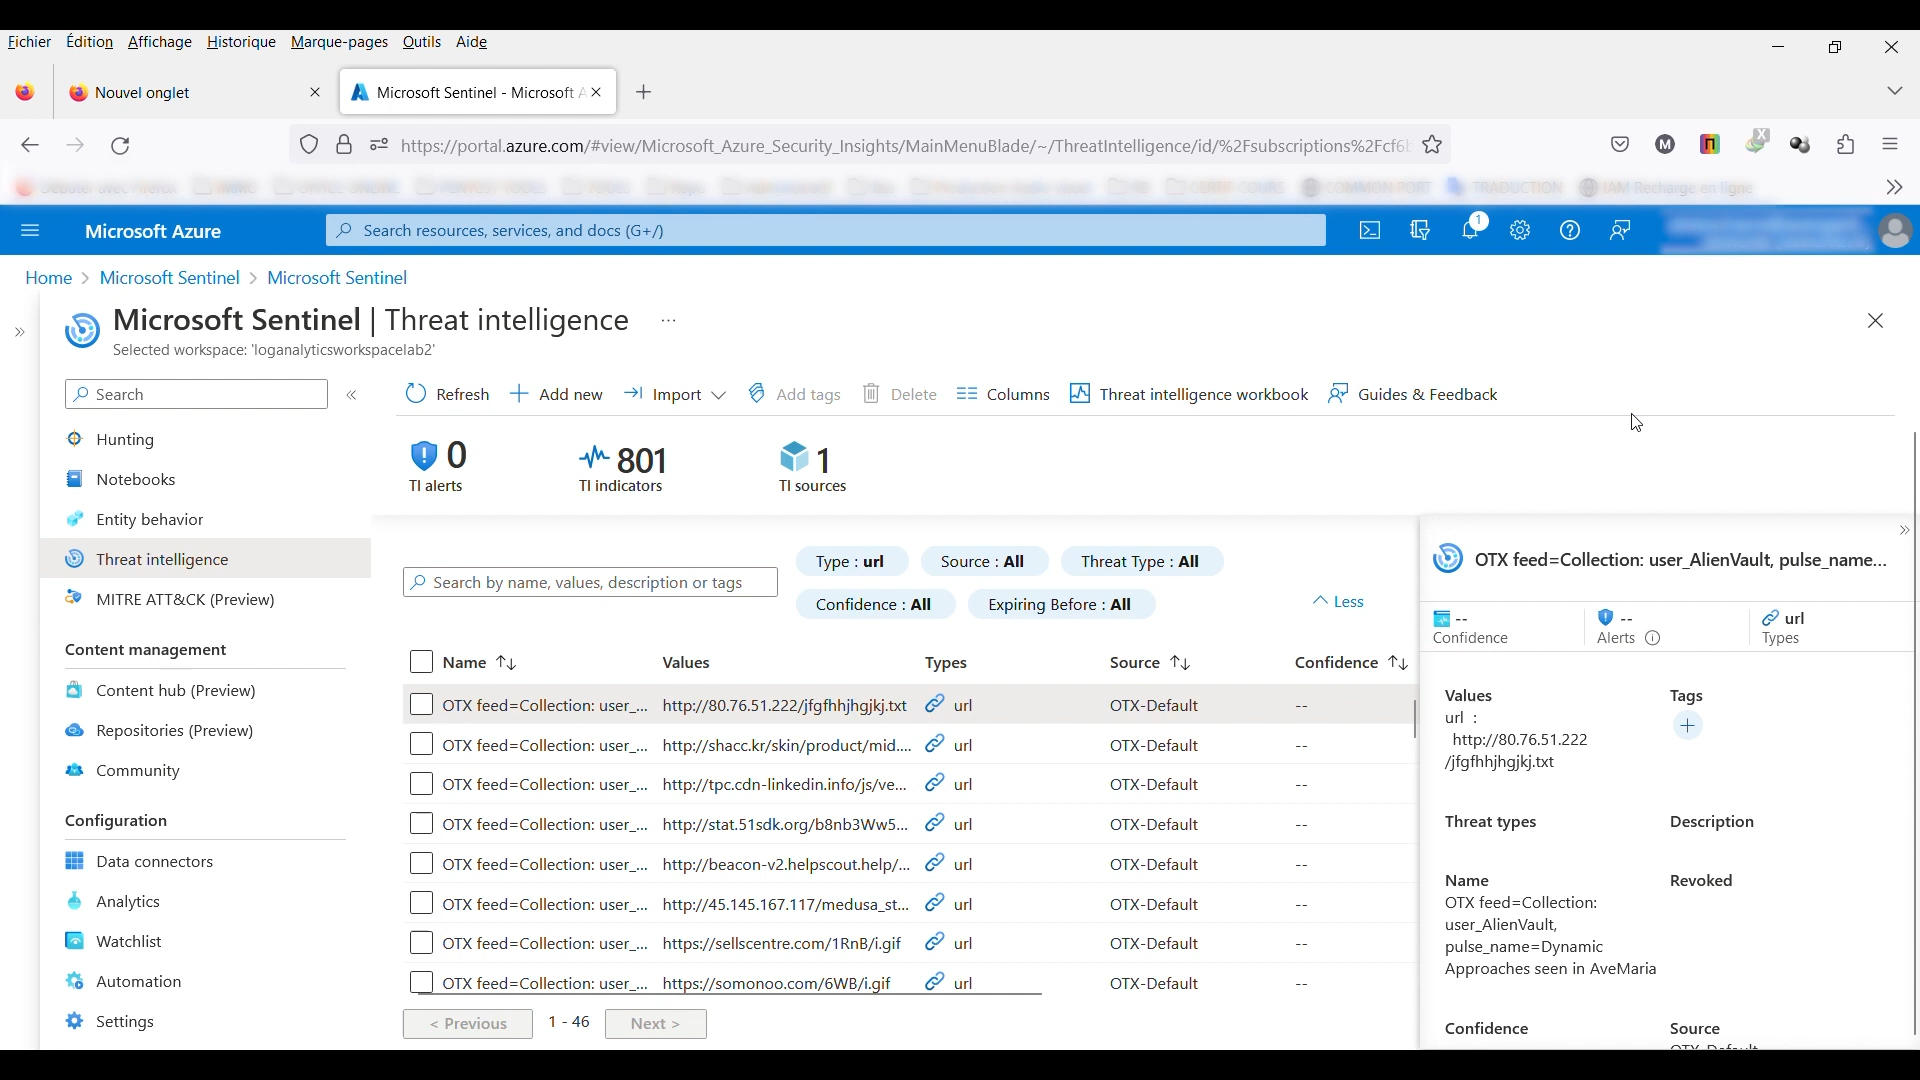 Fichier Édition Affichage Historique Marque-pages Outils Aide
Nouvel onglet
Microsoft Sentinel - Microsoft A
https://portal.azure.com/#view/Microsoft_Azure_Security_Insights/MainMenuBlade/~/ThreatIntelligence/id/%2Fsubscriptions%2Fcf6
COMMON PORT TRADUCTION IAM Recharge en ligne
Microsoft Azure
Search resources, services, and docs (G+/)
1
Home > Microsoft Sentinel > Microsoft Sentinel
Microsoft Sentinel | Threat intelligence ...
Selected workspace: 'loganalyticsworkspacelab2'
Search
Refresh Add new Import Add tags Delete Columns Threat intelligence workbook Guides & Feedback
Hunting
Notebooks
Entity behavior
Threat intelligence
MITRE ATT&CK (Preview)
Content management
Content hub (Preview)
Repositories (Preview)
Community
Configuration
Data connectors
Analytics
Watchlist
Automation
Settings
0 801 1
TI alerts TI indicators TI sources
Search by name, values, description or tags
Type : url Source : All Threat Type : All
Confidence : All Expiring Before : All
Less
Name Values Types Source Confidence
OTX feed=Collection: user_... http://80.76.51.222/jfgfhhjhgjkj.txt url OTX-Default --
OTX feed=Collection: user_... http://shacc.kr/skin/product/mid.... url OTX-Default --
OTX feed=Collection: user_... http://tpc.cdn-linkedin.info/js/ve... url OTX-Default --
OTX feed=Collection: user_... http://stat.51sdk.org/b8nb3Ww5... url OTX-Default --
OTX feed=Collection: user_... http://beacon-v2.helpscout.help/... url OTX-Default --
OTX feed=Collection: user_... http://45.145.167.117/medusa_st... url OTX-Default --
OTX feed=Collection: user_... https://sellscentre.com/1RnB/i.gif url OTX-Default --
OTX feed=Collection: user_... https://somonoo.com/6WB/i.gif url OTX-Default --
< Previous 1 - 46 Next >
OTX feed=Collection: user_AlienVault, pulse_name...
-- -- url
Confidence Alerts Types
Values Tags
url :
http://80.76.51.222
/jfgfhhjhgjkj.txt
Threat types Description
Name Revoked
OTX feed=Collection:
user_AlienVault,
pulse_name=Dynamic
Approaches seen in AveMaria
Confidence Source
OTX-Default